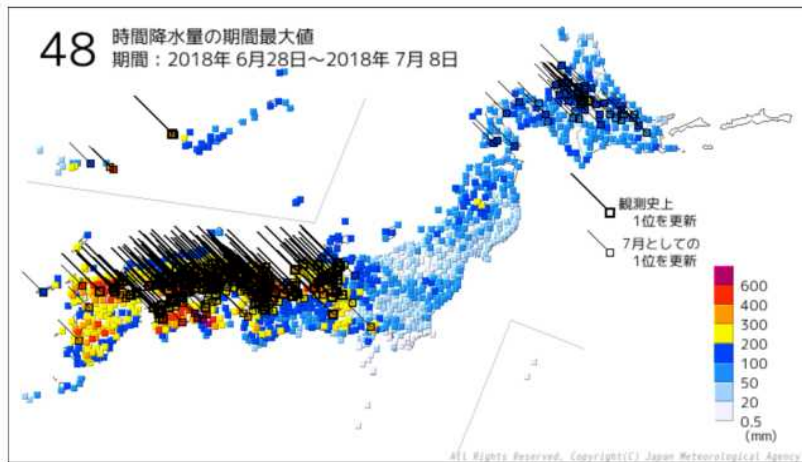 48 時間降水量の期間最大値
期間：2018年 6月28日～2018年 7月 8日
観測史上
1位を更新
7月としての
1位を更新
600
400
300
200
100
50
20
0.5
(mm)
All Rights Reserved, Copyright(C) Japan Meteorological Agency